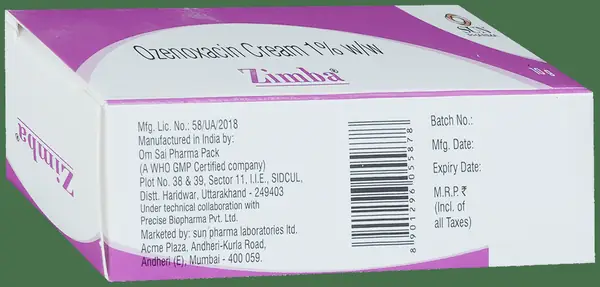 Ozenoxacin Cream 1% w/w
Zimba®
SUN
PHARMA
10 g
Zimba®
Mfg. Lic. No.: 58/UA/2018
Manufactured in India by:
Om Sai Pharma Pack
(A WHO GMP Certified company)
Plot No. 38 & 39, Sector 11, I.I.E., SIDCUL,
Distt. Haridwar, Uttarakhand - 249403
Under technical collaboration with
Precise Biopharma Pvt. Ltd.
Marketed by: sun pharma laboratories ltd.
Acme Plaza, Andheri-Kurla Road,
Andheri (E), Mumbai - 400 059.
8901296055878
Batch No.:
Mfg. Date:
Expiry Date:
M.R.P. ₹
(Incl. of
all Taxes)